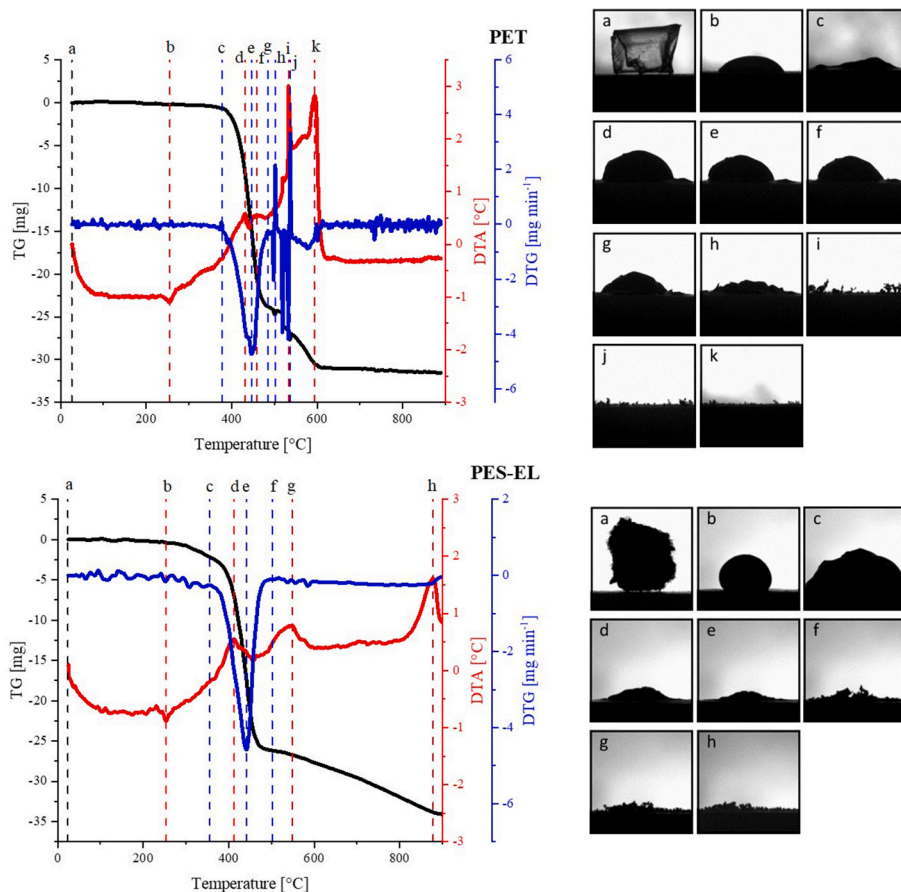 a b c d e f g h i j k PET
5
0
-5
-10
-15
-20
-25
-30
-35
TG [mg]
0 200 400 600 800
Temperature [°C]
3
2
1
0
-1
-2
-3
DTA [°C]
6
4
2
0
-2
-4
-6
DTG [mg min-1]
a b c
d e f
g h i
j k
PES-EL
a b c d e f g h
5
0
-5
-10
-15
-20
-25
-30
-35
TG [mg]
0 200 400 600 800
Temperature [°C]
3
2
1
0
-1
-2
-3
DTA [°C]
2
0
-2
-4
-6
DTG [mg min-1]
a b c
d e f
g h